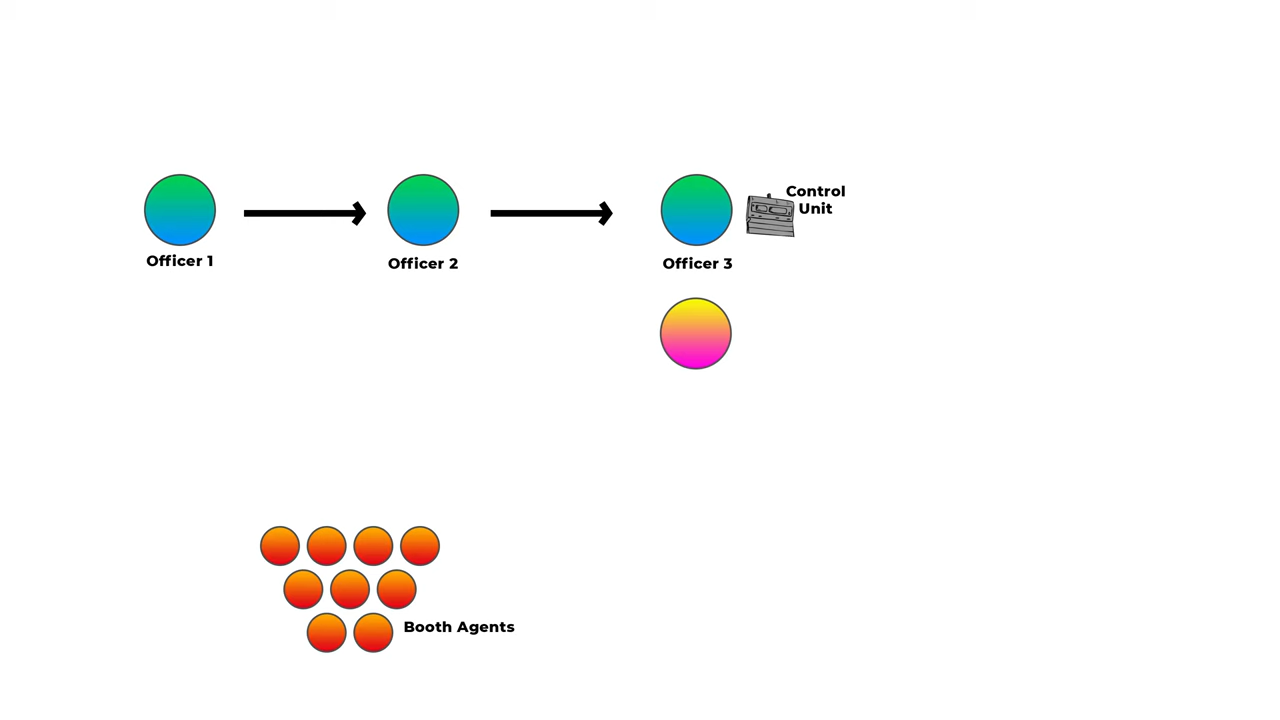 Control
Unit
Officer 1
Officer 2
Officer 3
Booth Agents